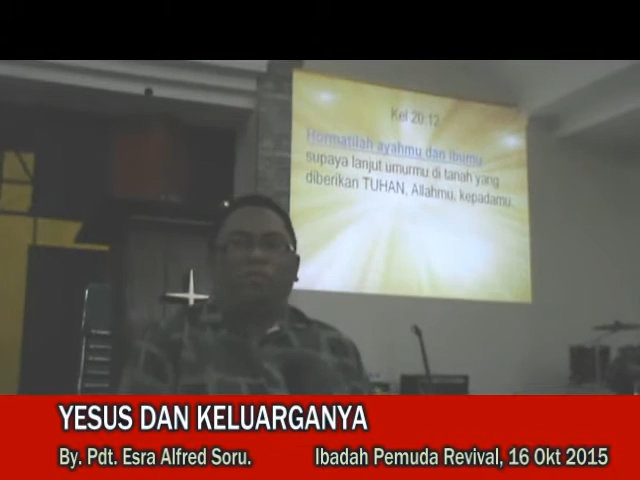 Kel 20:12
Hormatilah ayahmu dan ibumu
supaya lanjut umurmu di tanah yang
diberikan TUHAN, Allahmu, kepadamu.
YESUS DAN KELUARGANYA
By. Pdt. Esra Alfred Soru.
Ibadah Pemuda Revival, 16 Okt 2015